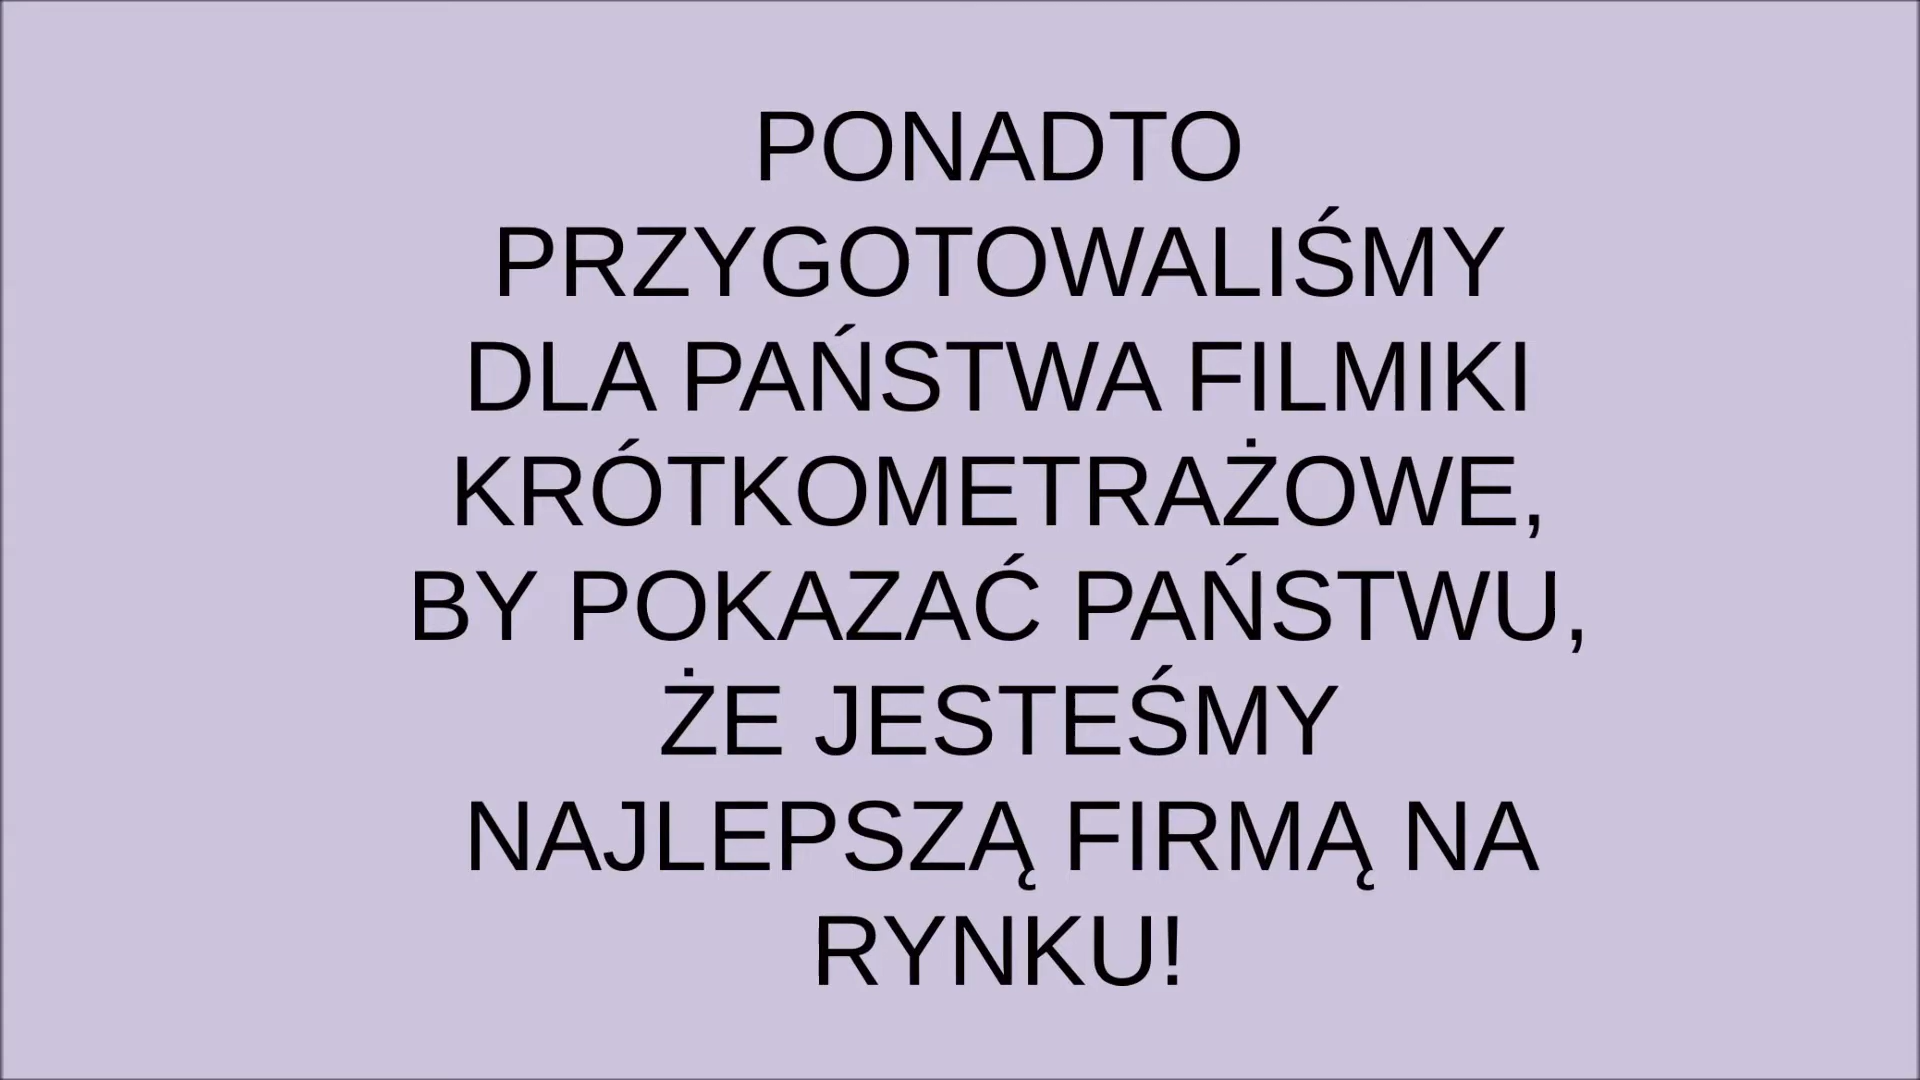 PONADTO
PRZYGOTOWALIŚMY
DLA PAŃSTWA FILMIKI
KRÓTKOMETRAŻOWE,
BY POKAZAĆ PAŃSTWU,
ŻE JESTEŚMY
NAJLEPSZĄ FIRMĄ NA
RYNKU!